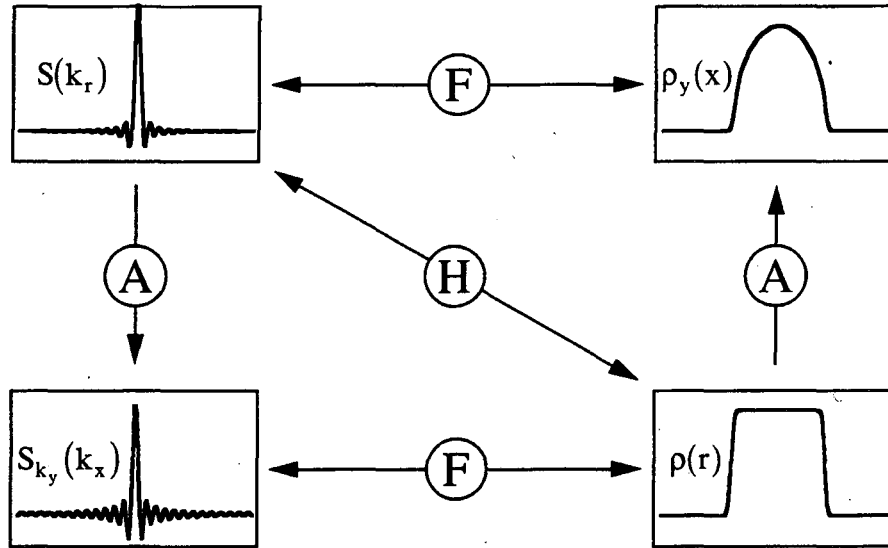 S(k_r)
F
ρ_y(x)
A
H
A
S_{k_y}(k_x)
F
ρ(r)